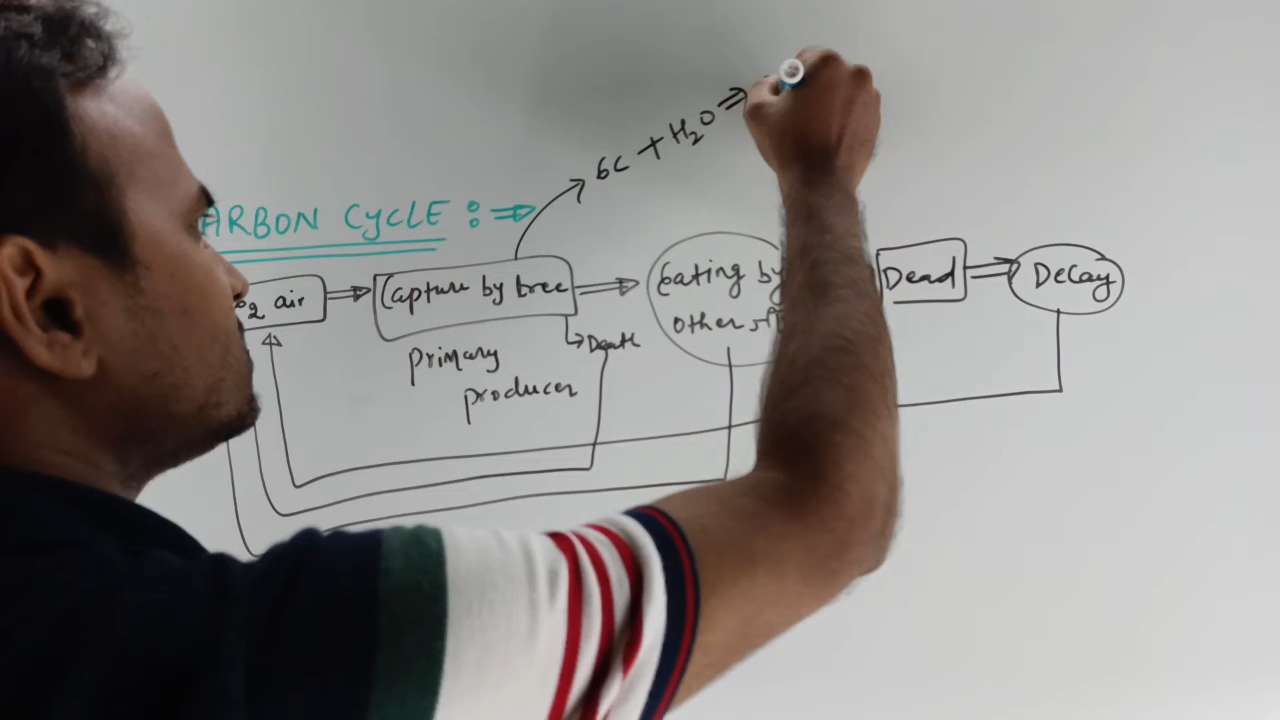 6C + H₂O ⇒
ARBON CYCLE : ⇒
₂ air
Capture by tree
Eating by
other
Dead
Decay
Death
primary
producer